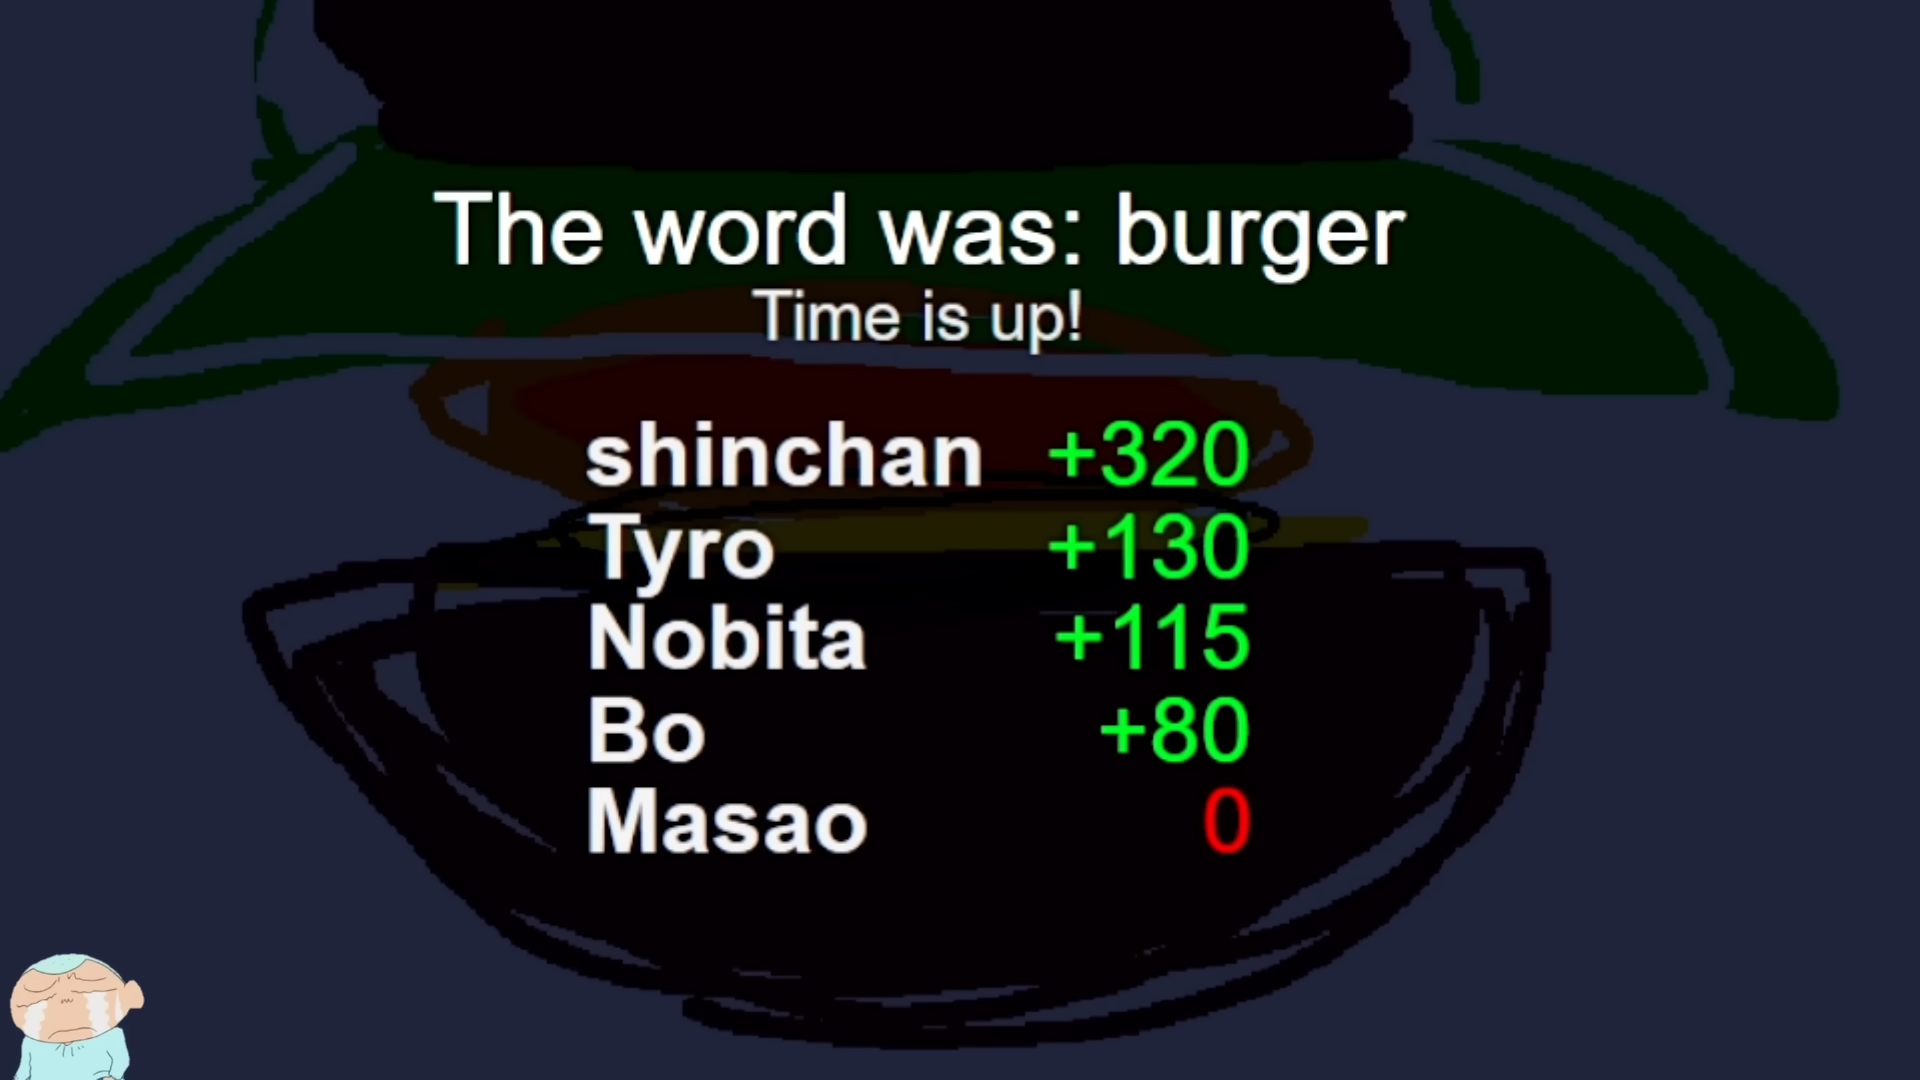 The word was: burger
Time is up!
shinchan +320
Tyro +130
Nobita +115
Bo +80
Masao 0